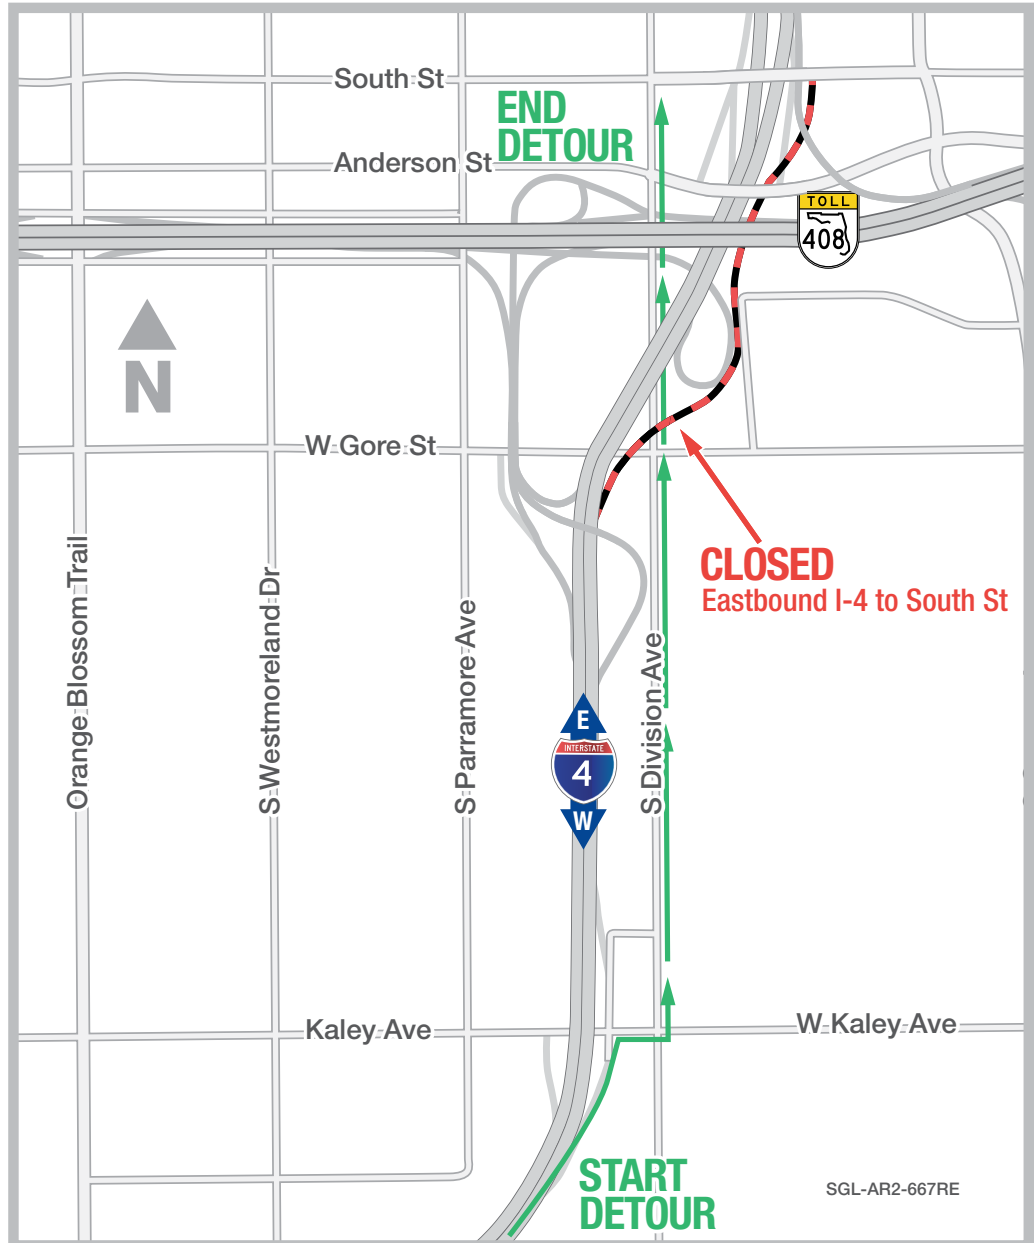 South St
END
DETOUR
Anderson St
TOLL
408
N
W Gore St
CLOSED
Eastbound I-4 to South St
Orange Blossom Trail
S Westmoreland Dr
S Parramore Ave
S Division Ave
E
INTERSTATE
4
W
Kaley Ave
W Kaley Ave
START
DETOUR
SGL-AR2-667RE